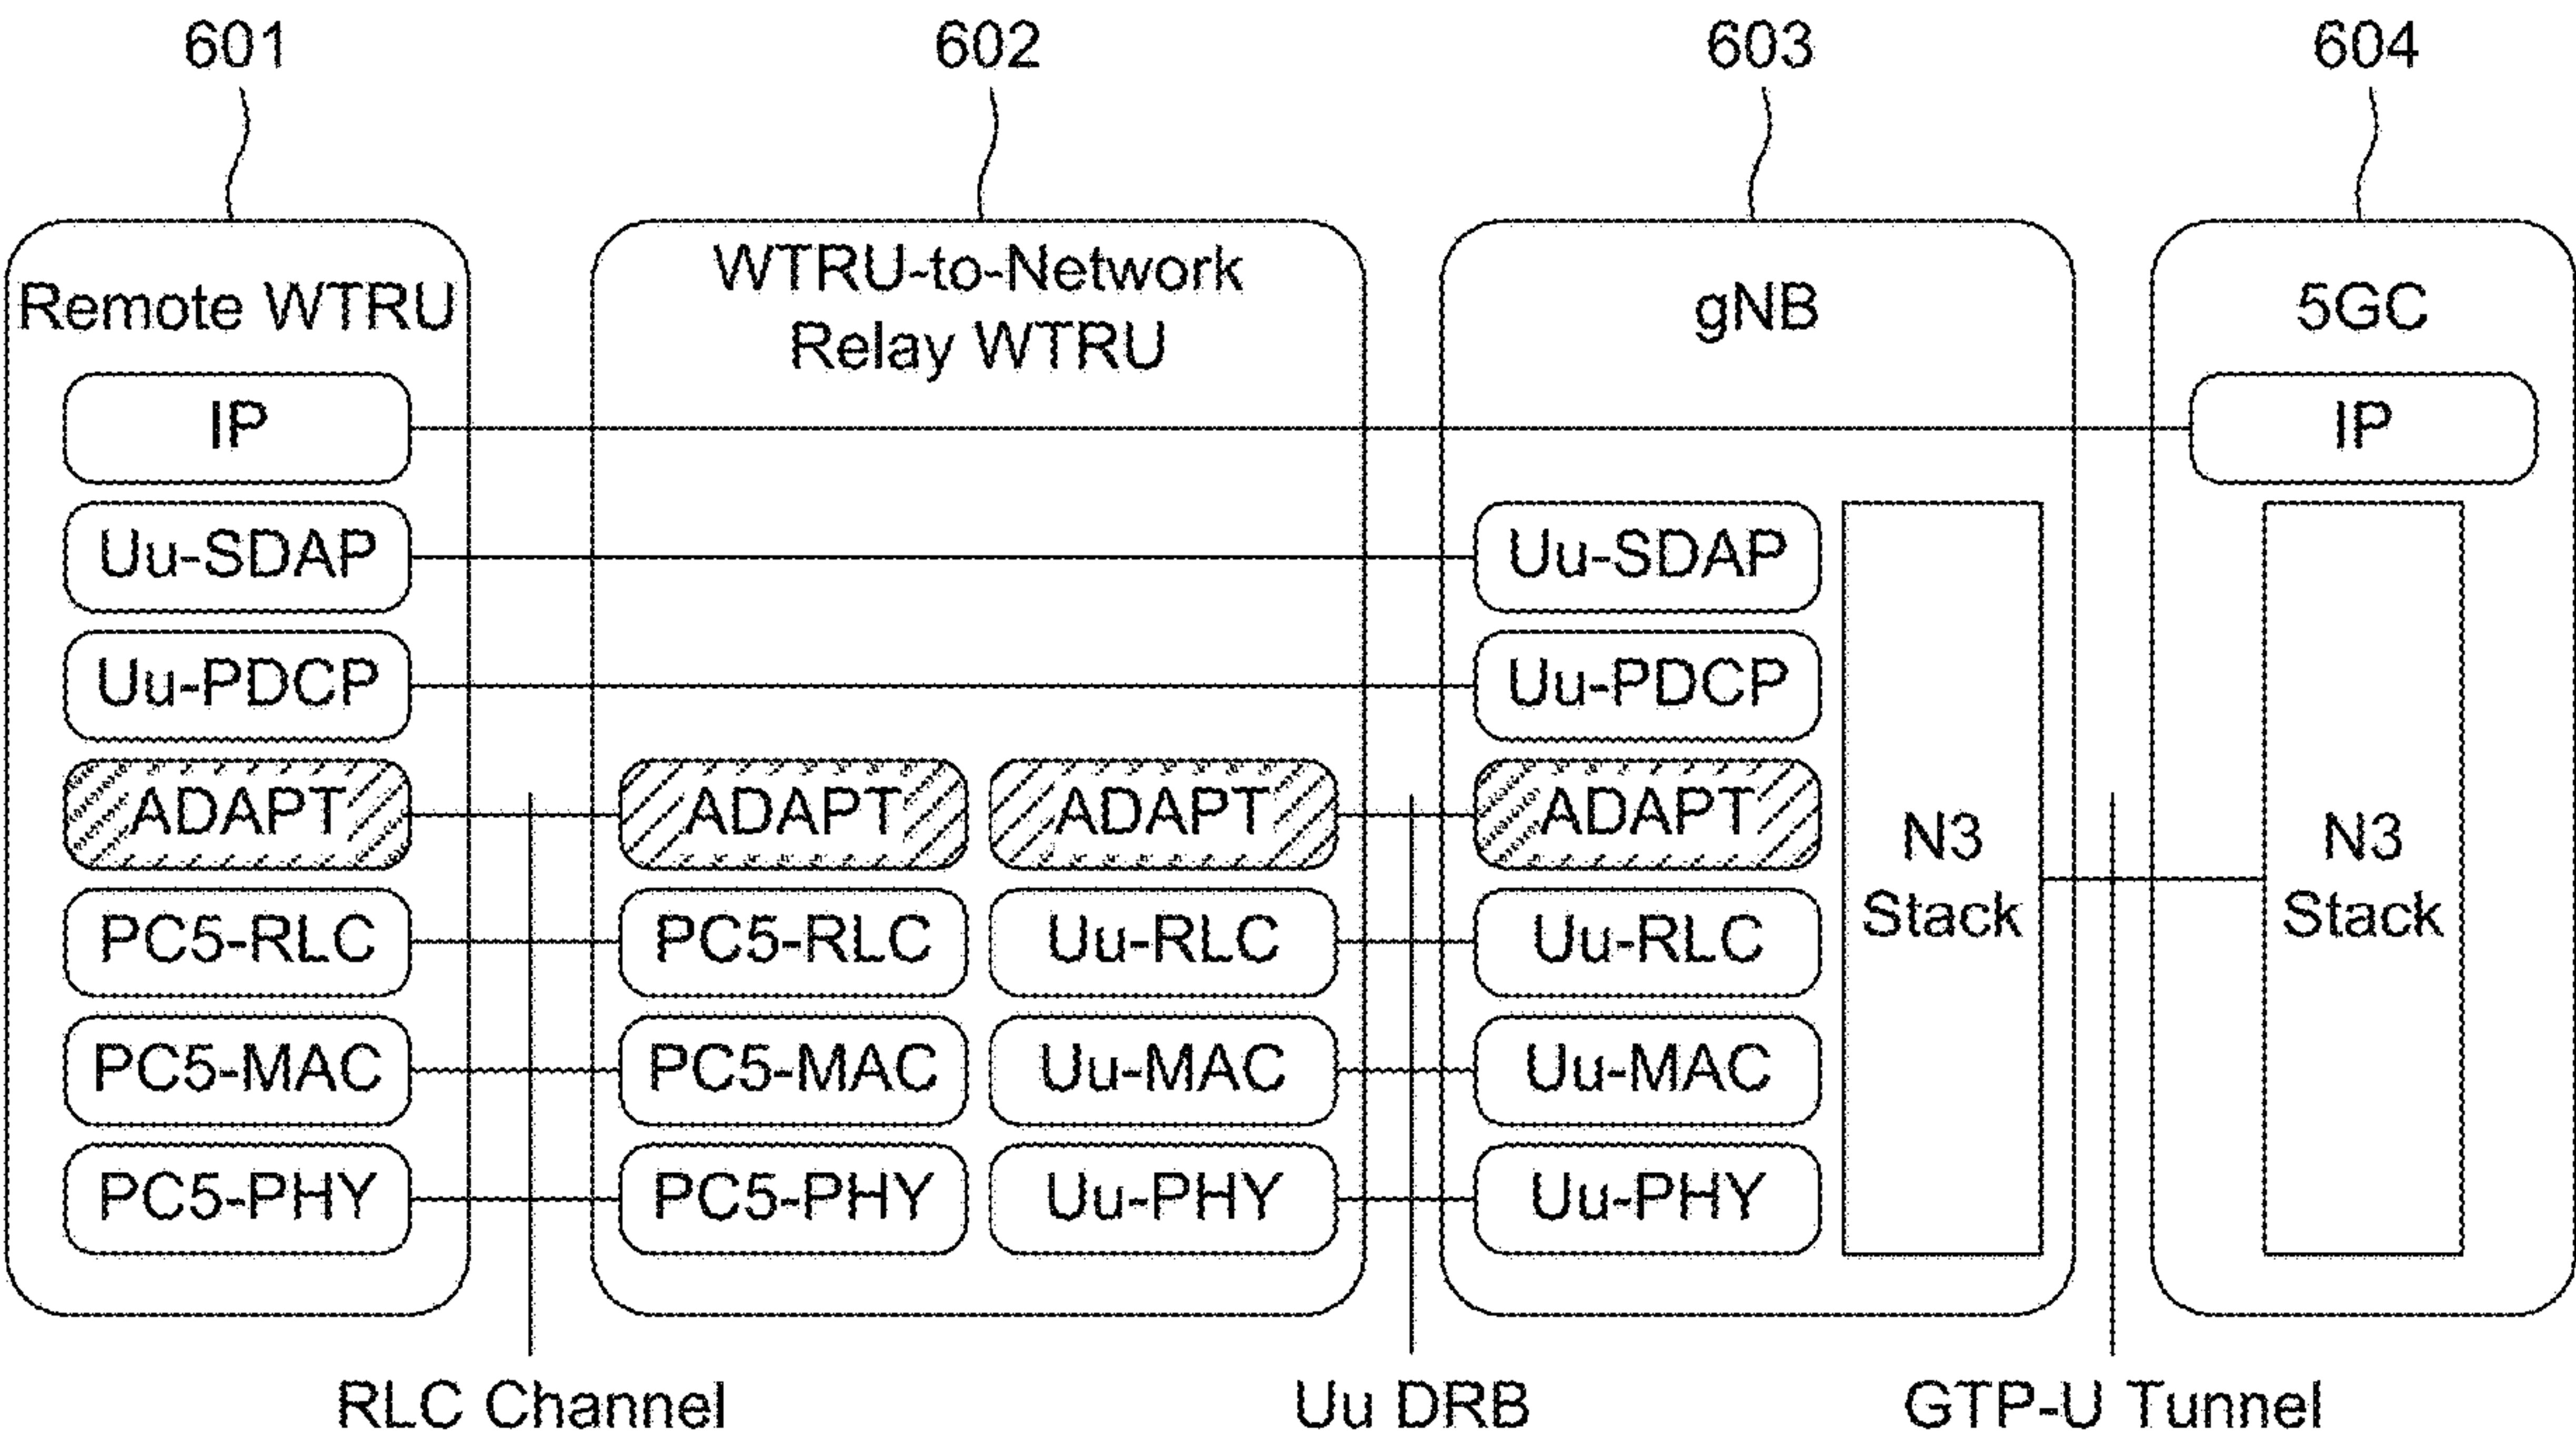 601
602
603
604
Remote WTRU
IP
Uu-SDAP
Uu-PDCP
ADAPT
PC5-RLC
PC5-MAC
PC5-PHY
WTRU-to-Network
Relay WTRU
ADAPT
PC5-RLC
PC5-MAC
PC5-PHY
ADAPT
Uu-RLC
Uu-MAC
Uu-PHY
gNB
Uu-SDAP
Uu-PDCP
ADAPT
Uu-RLC
Uu-MAC
Uu-PHY
N3
Stack
5GC
IP
N3
Stack
RLC Channel
Uu DRB
GTP-U Tunnel